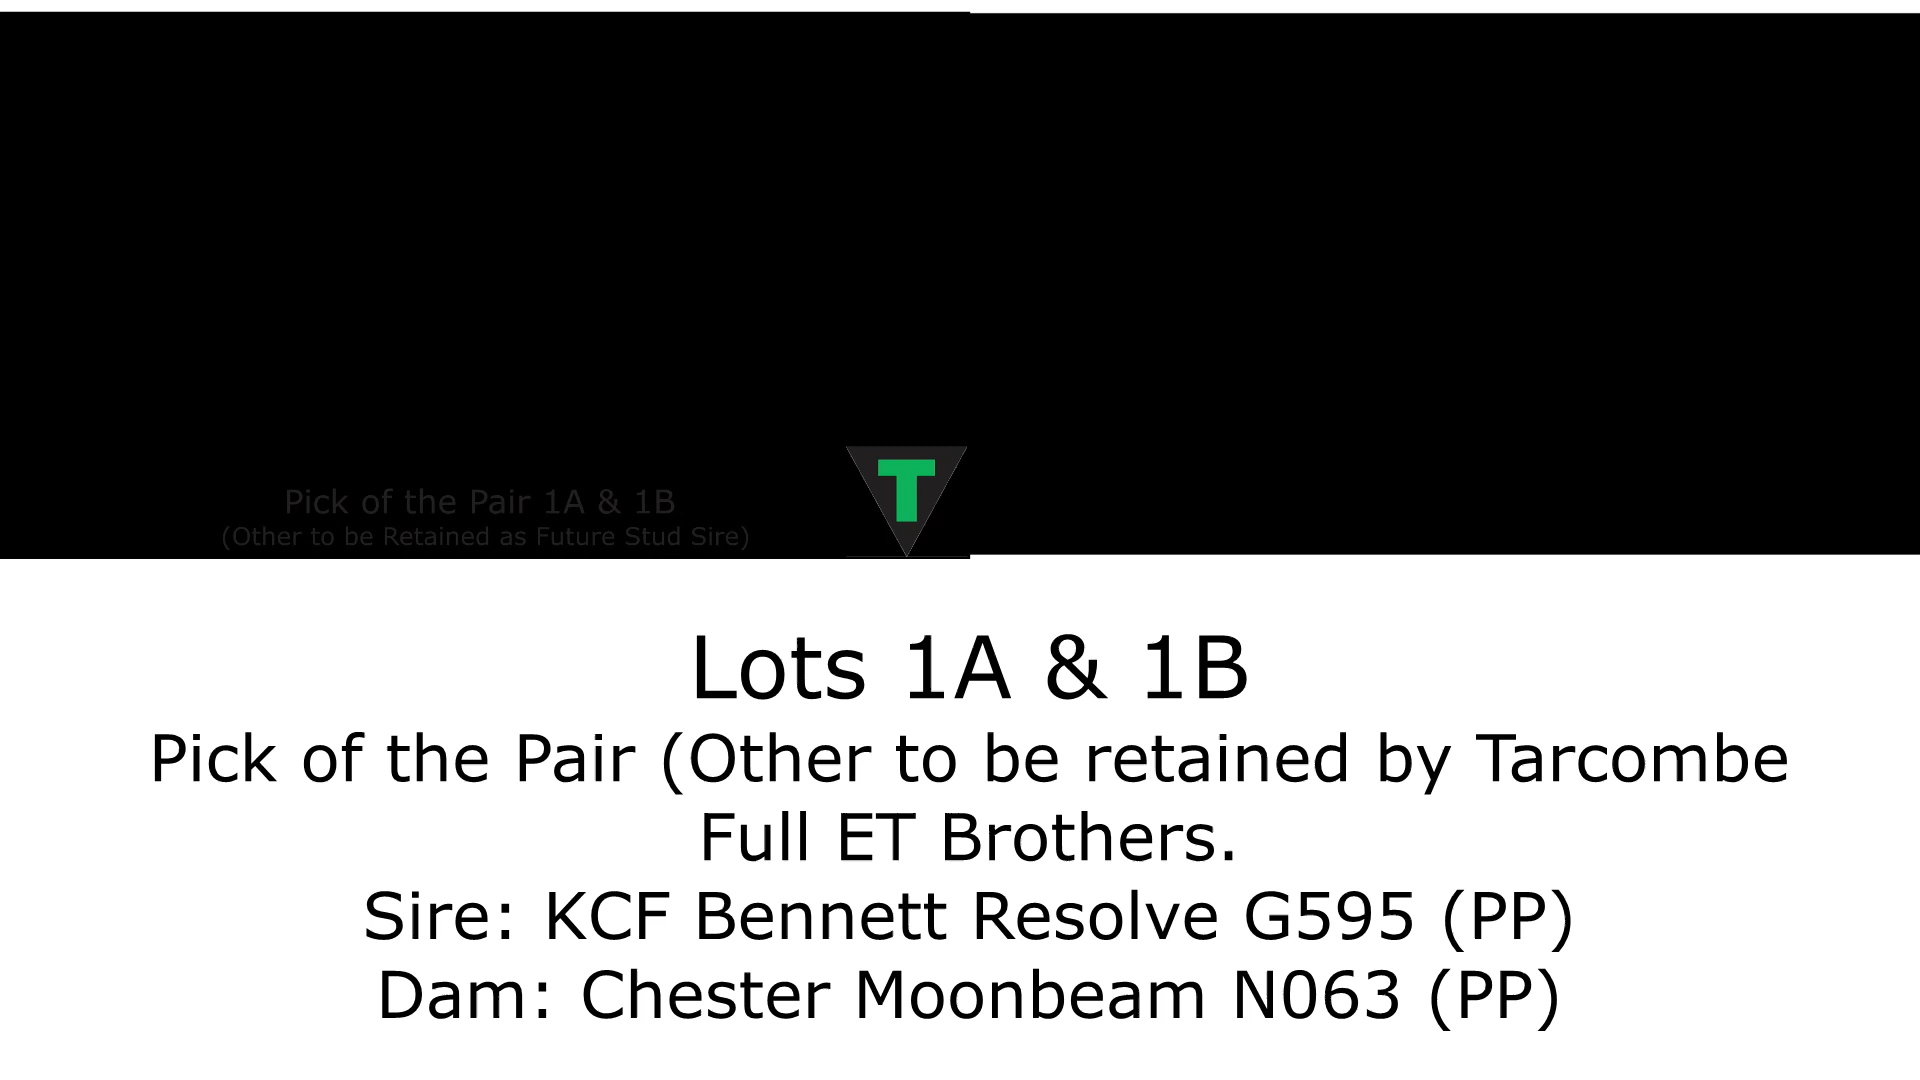 Pick of the Pair 1A & 1B
(Other to be Retained as Future Stud Sire)
T
Lots 1A & 1B
Pick of the Pair (Other to be retained by Tarcombe
Full ET Brothers.
Sire: KCF Bennett Resolve G595 (PP)
Dam: Chester Moonbeam N063 (PP)